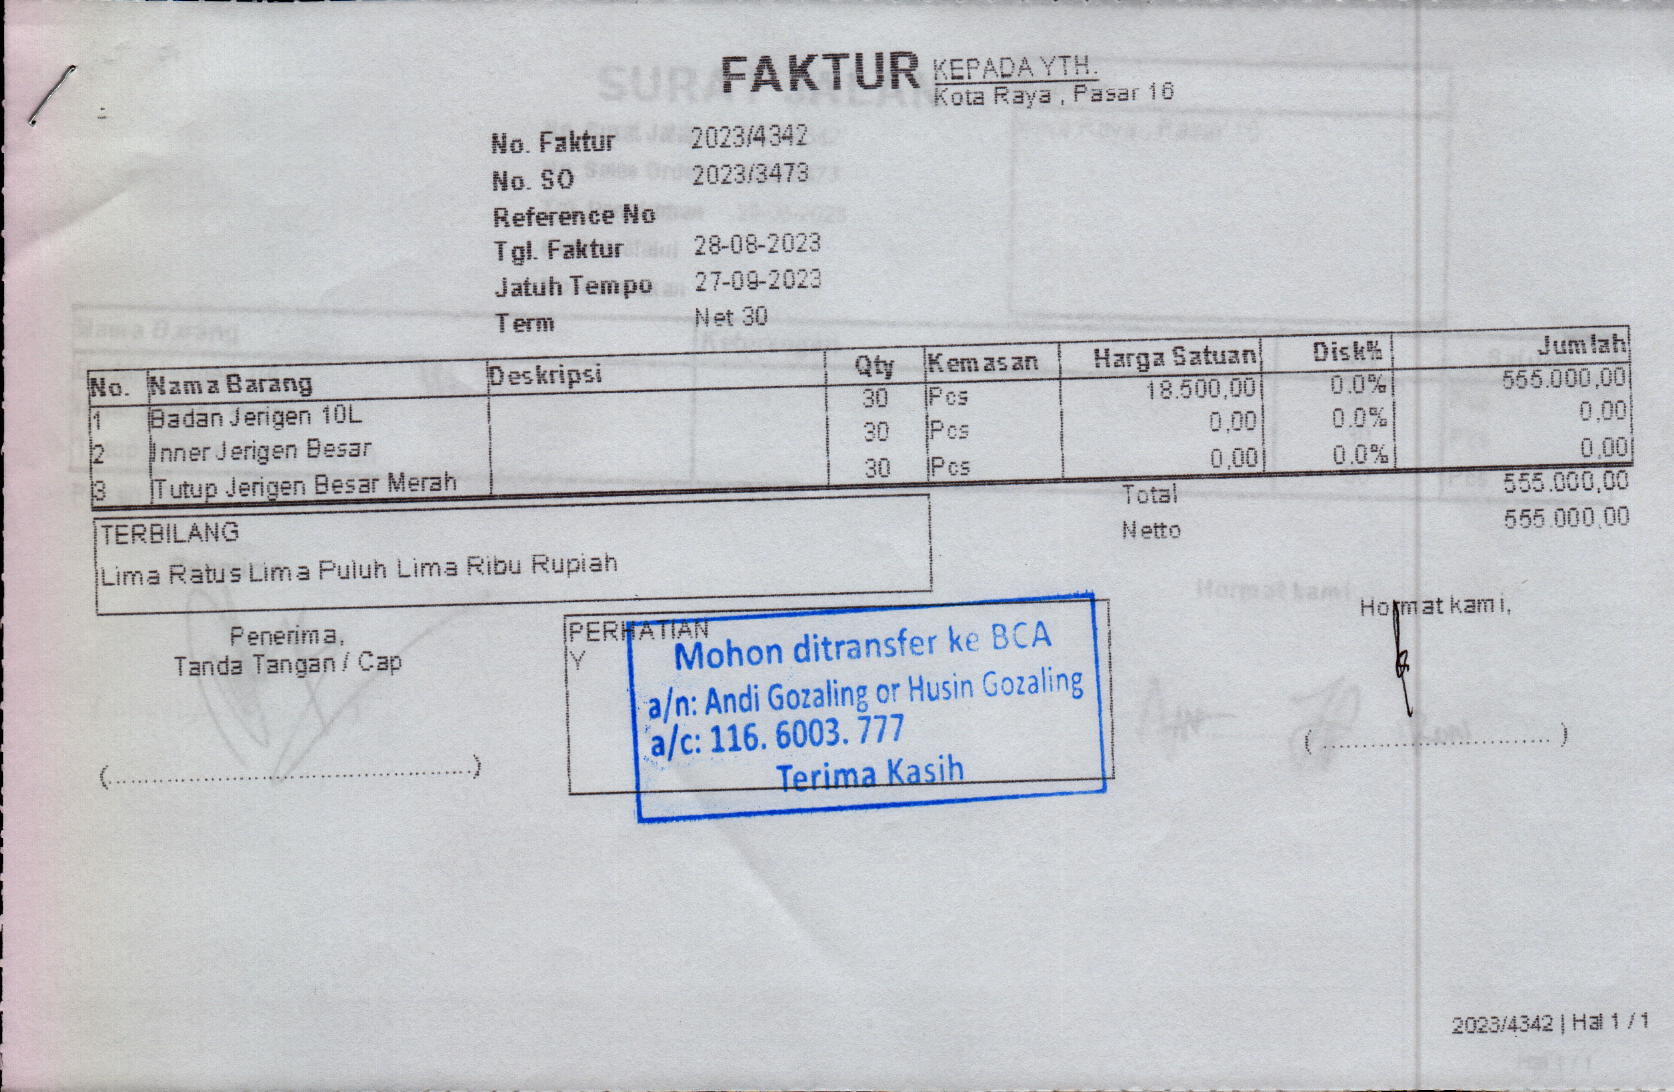 FAKTUR
KEPADA YTH.
Kota Raya , Pasar 16
No. Faktur 2023/4342
No. SO 2023/3473
Reference No
Tgl. Faktur 28-08-2023
Jatuh Tempo 27-09-2023
Term Net 30
No. Nama Barang Deskripsi Qty Kemasan Harga Satuan Disk% Jumlah
1 Badan Jerigen 10L 30 Pcs 18.500,00 0.0% 555.000,00
2 Inner Jerigen Besar 30 Pcs 0,00 0.0% 0,00
3 Tutup Jerigen Besar Merah 30 Pcs 0,00 0.0% 0,00
Total 555.000,00
Netto 555.000,00
TERBILANG
Lima Ratus Lima Puluh Lima Ribu Rupiah
Penerima,
Tanda Tangan / Cap
(................................................)
PERHATIAN
Y
Mohon ditransfer ke BCA
a/n: Andi Gozaling or Husin Gozaling
a/c: 116. 6003. 777
Terima Kasih
Hormat kami,
(................................)
2023/4342 | Hal 1 / 1